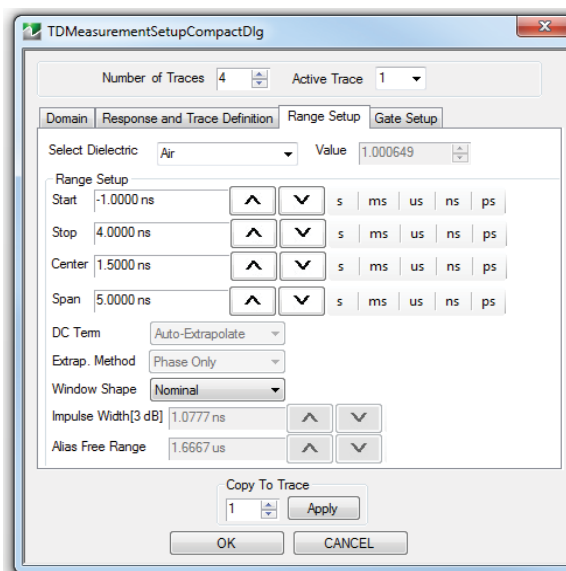 TDMeasurementSetupCompactDlg
Number of Traces 4 Active Trace 1
Domain Response and Trace Definition Range Setup Gate Setup
Select Dielectric Air Value 1.000649
Range Setup
Start -1.0000 ns s ms us ns ps
Stop 4.0000 ns s ms us ns ps
Center 1.5000 ns s ms us ns ps
Span 5.0000 ns s ms us ns ps
DC Term Auto-Extrapolate
Extrap. Method Phase Only
Window Shape Nominal
Impulse Width[3 dB] 1.0777 ns
Alias Free Range 1.6667 us
Copy To Trace
1 Apply
OK CANCEL